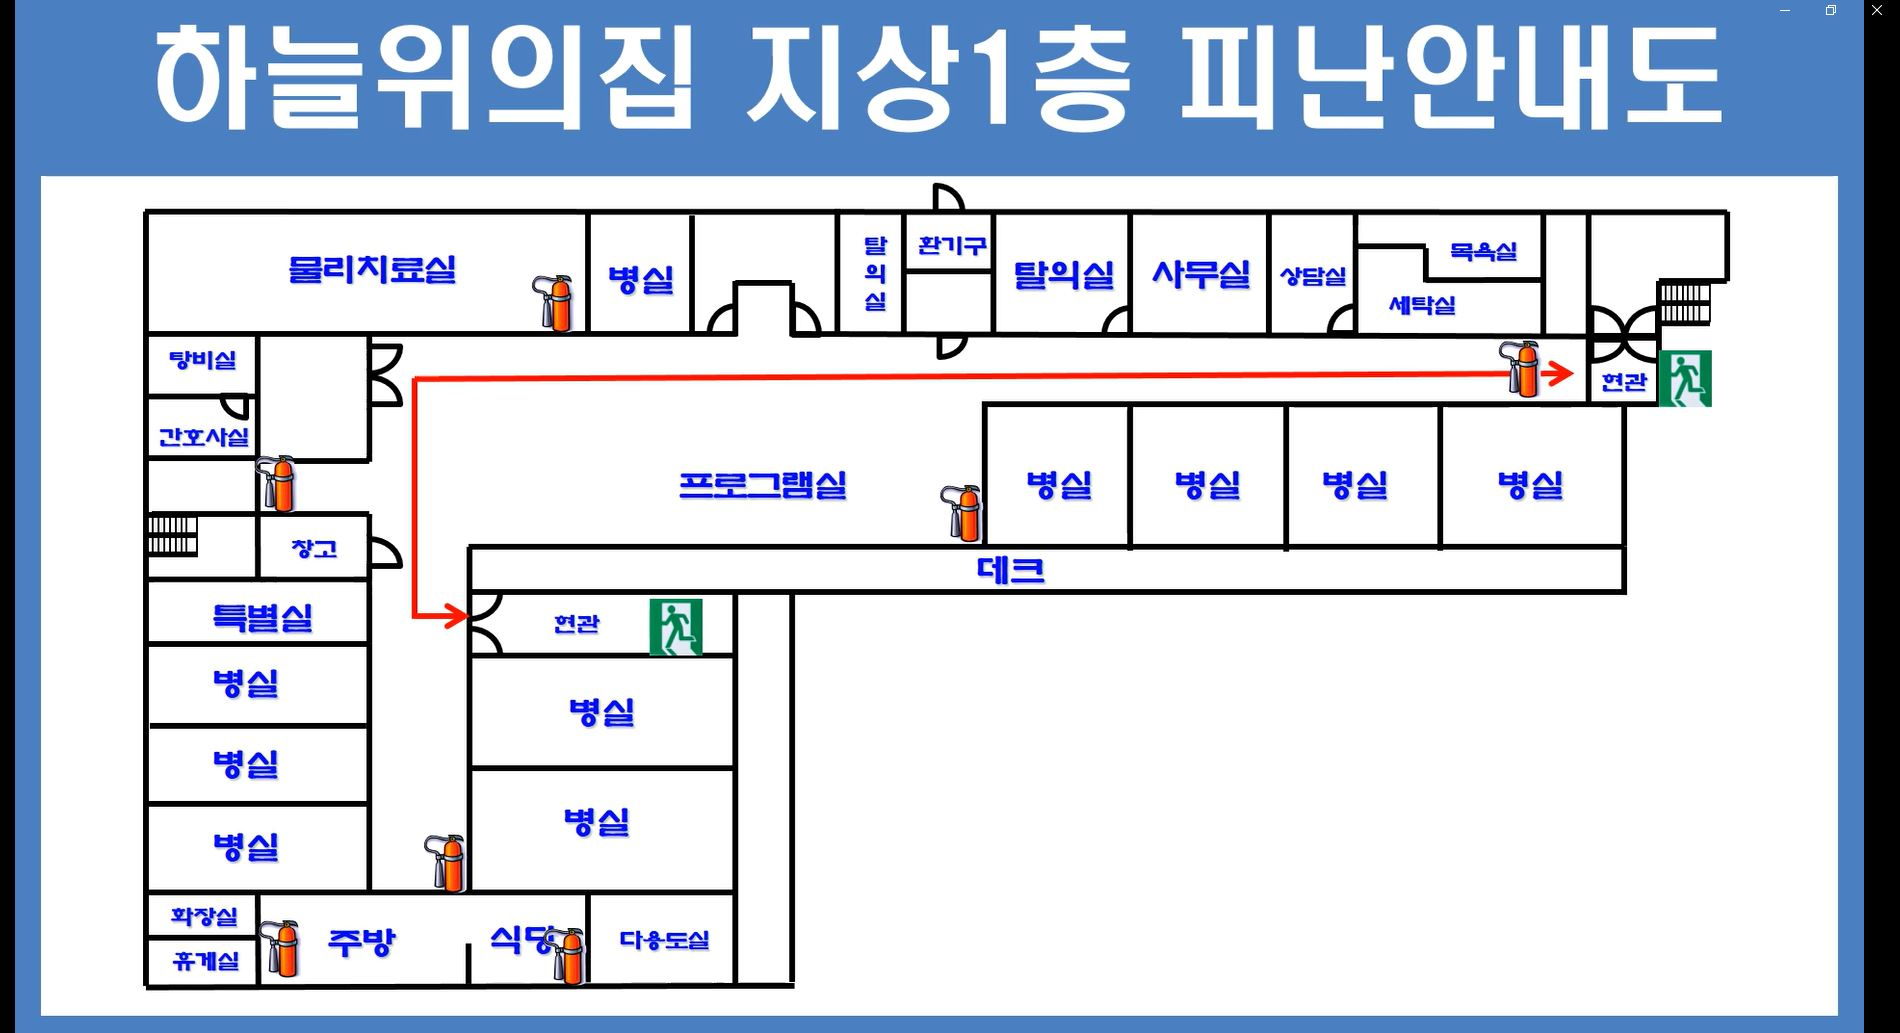 하늘위의집 지상1층 피난안내도
물리치료실
병실
탈의실
환기구
탈의실
사무실
상담실
목욕실
세탁실
탕비실
간호사실
현관
프로그램실
병실
병실
병실
병실
창고
데크
특별실
현관
병실
병실
병실
병실
병실
화장실
휴게실
주방
식당
다용도실